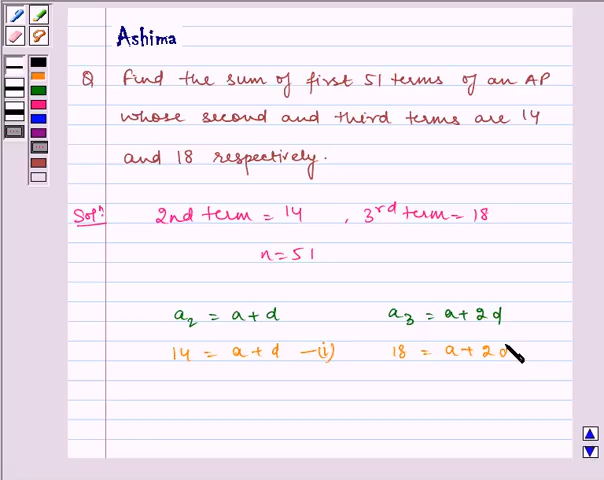 Ashima
Q Find the sum of first 51 terms of an AP
whose second and third terms are 14
and 18 respectively.
Solⁿ: 2nd term = 14 , 3ʳᵈ term = 18
n = 51
a₂ = a + d a₃ = a + 2d
14 = a + d —(i) 18 = a + 2d